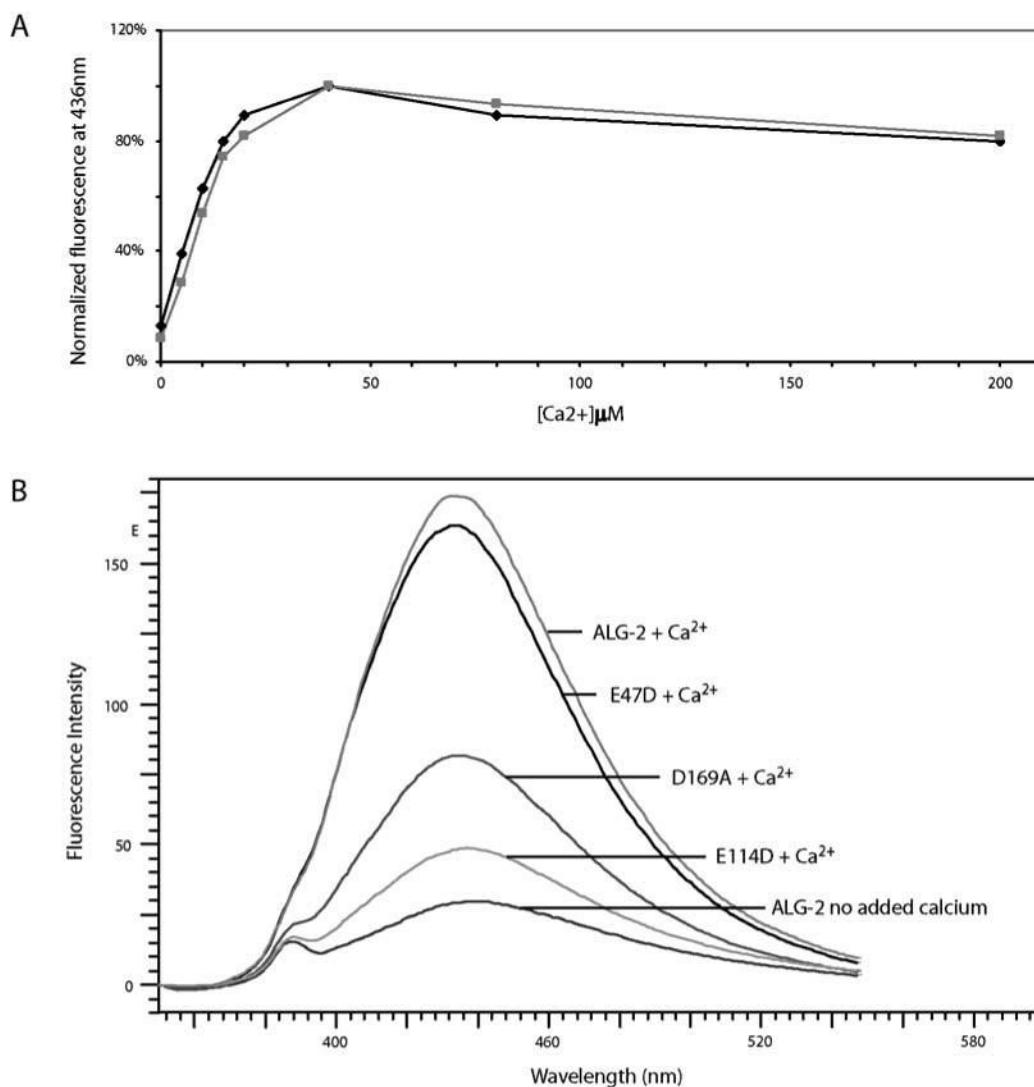 A
120%
80%
40%
0%
Normalized fluorescence at 436nm
0
50
100
150
200
[Ca2+]μM
B
E
150
100
50
0
Fluorescence Intensity
ALG-2 + Ca²⁺
E47D + Ca²⁺
D169A + Ca²⁺
E114D + Ca²⁺
ALG-2 no added calcium
400
460
520
580
Wavelength (nm)